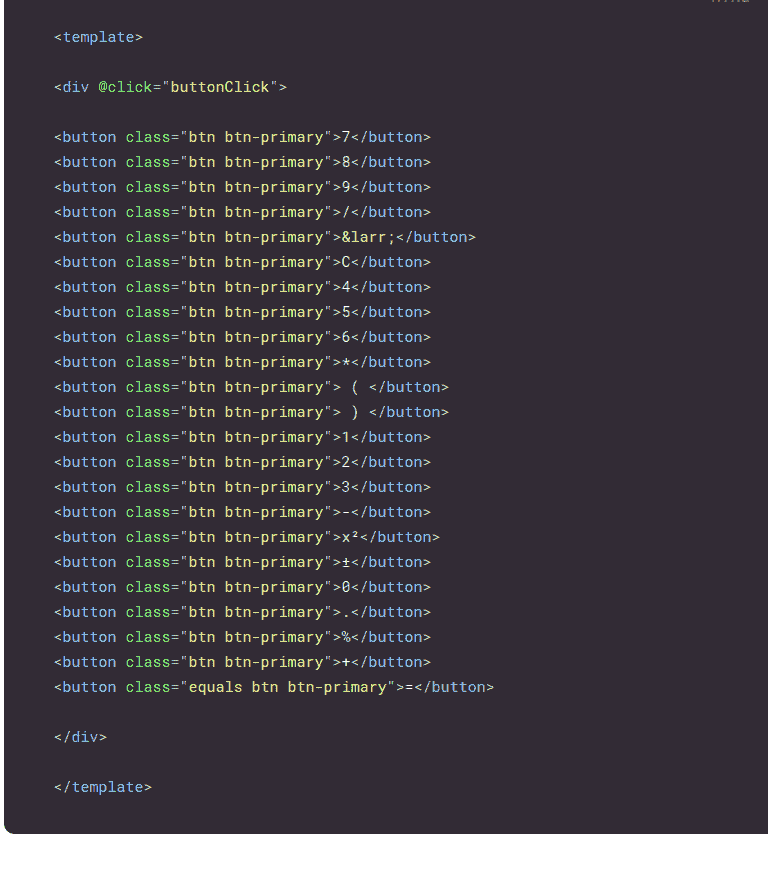 <template>
<div @click="buttonClick">
<button class="btn btn-primary">7</button>
<button class="btn btn-primary">8</button>
<button class="btn btn-primary">9</button>
<button class="btn btn-primary">/</button>
<button class="btn btn-primary">&larr;</button>
<button class="btn btn-primary">C</button>
<button class="btn btn-primary">4</button>
<button class="btn btn-primary">5</button>
<button class="btn btn-primary">6</button>
<button class="btn btn-primary">*</button>
<button class="btn btn-primary"> ( </button>
<button class="btn btn-primary"> ) </button>
<button class="btn btn-primary">1</button>
<button class="btn btn-primary">2</button>
<button class="btn btn-primary">3</button>
<button class="btn btn-primary">-</button>
<button class="btn btn-primary">x²</button>
<button class="btn btn-primary">±</button>
<button class="btn btn-primary">0</button>
<button class="btn btn-primary">.</button>
<button class="btn btn-primary">%</button>
<button class="btn btn-primary">+</button>
<button class="equals btn btn-primary">=</button>
</div>
</template>